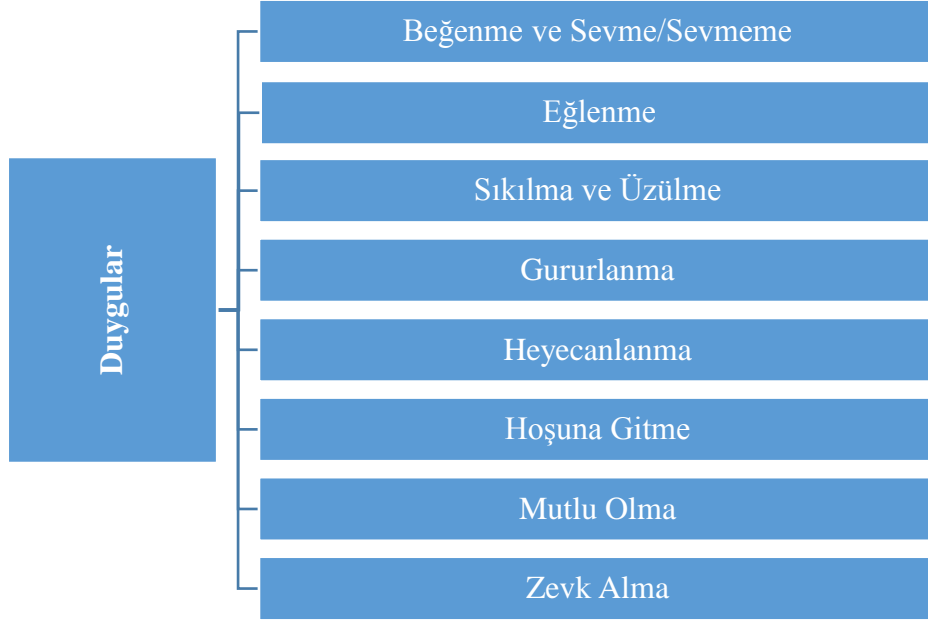 Duygular
Beğenme ve Sevme/Sevmeme
Eğlenme
Sıkılma ve Üzülme
Gururlanma
Heyecanlanma
Hoşuna Gitme
Mutlu Olma
Zevk Alma